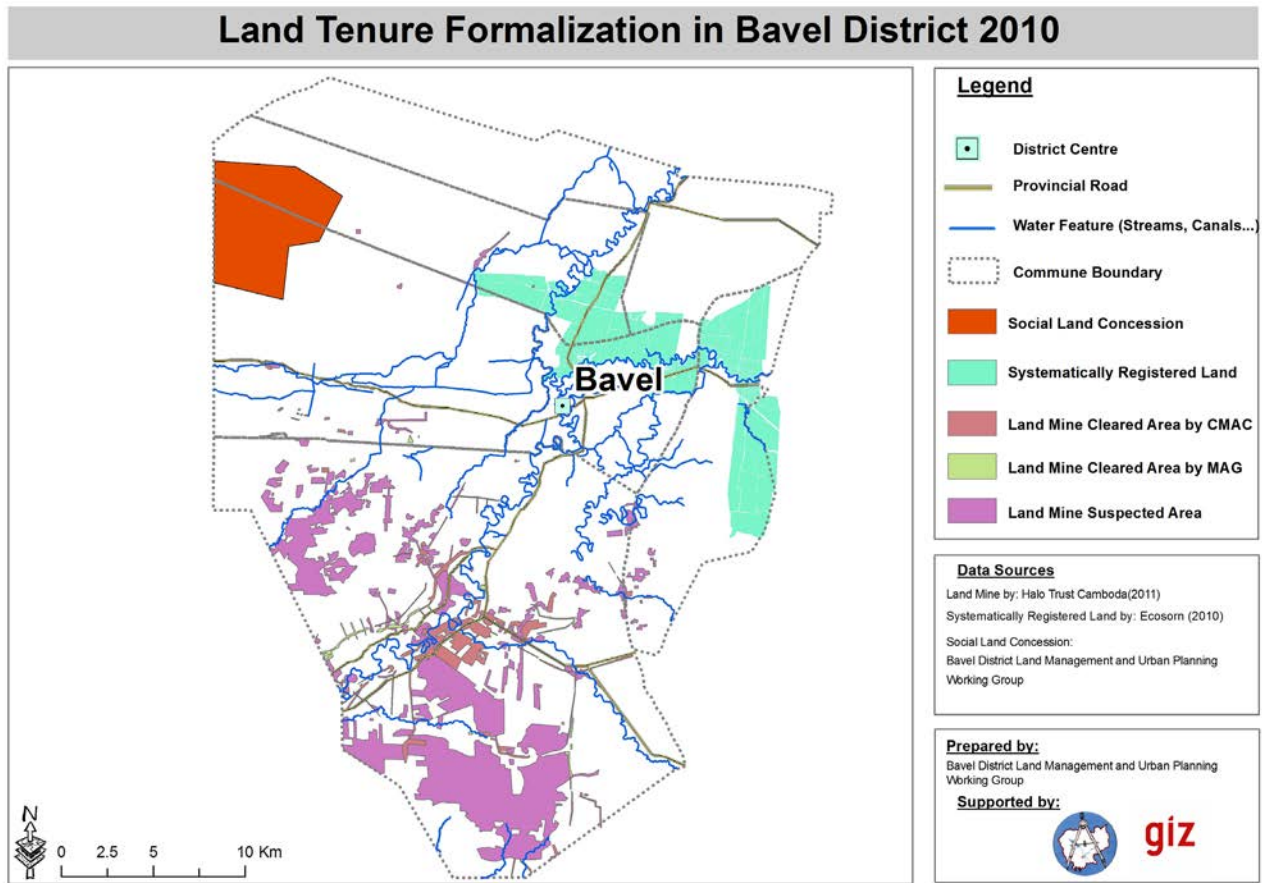 Land Tenure Formalization in Bavel District 2010
Bavel
N
0 2.5 5 10 Km
Legend
District Centre
Provincial Road
Water Feature (Streams, Canals...)
Commune Boundary
Social Land Concession
Systematically Registered Land
Land Mine Cleared Area by CMAC
Land Mine Cleared Area by MAG
Land Mine Suspected Area
Data Sources
Land Mine by: Halo Trust Camboda(2011)
Systematically Registered Land by: Ecosorn (2010)
Social Land Concession:
Bavel District Land Management and Urban Planning
Working Group
Prepared by:
Bavel District Land Management and Urban Planning
Working Group
Supported by:
giz